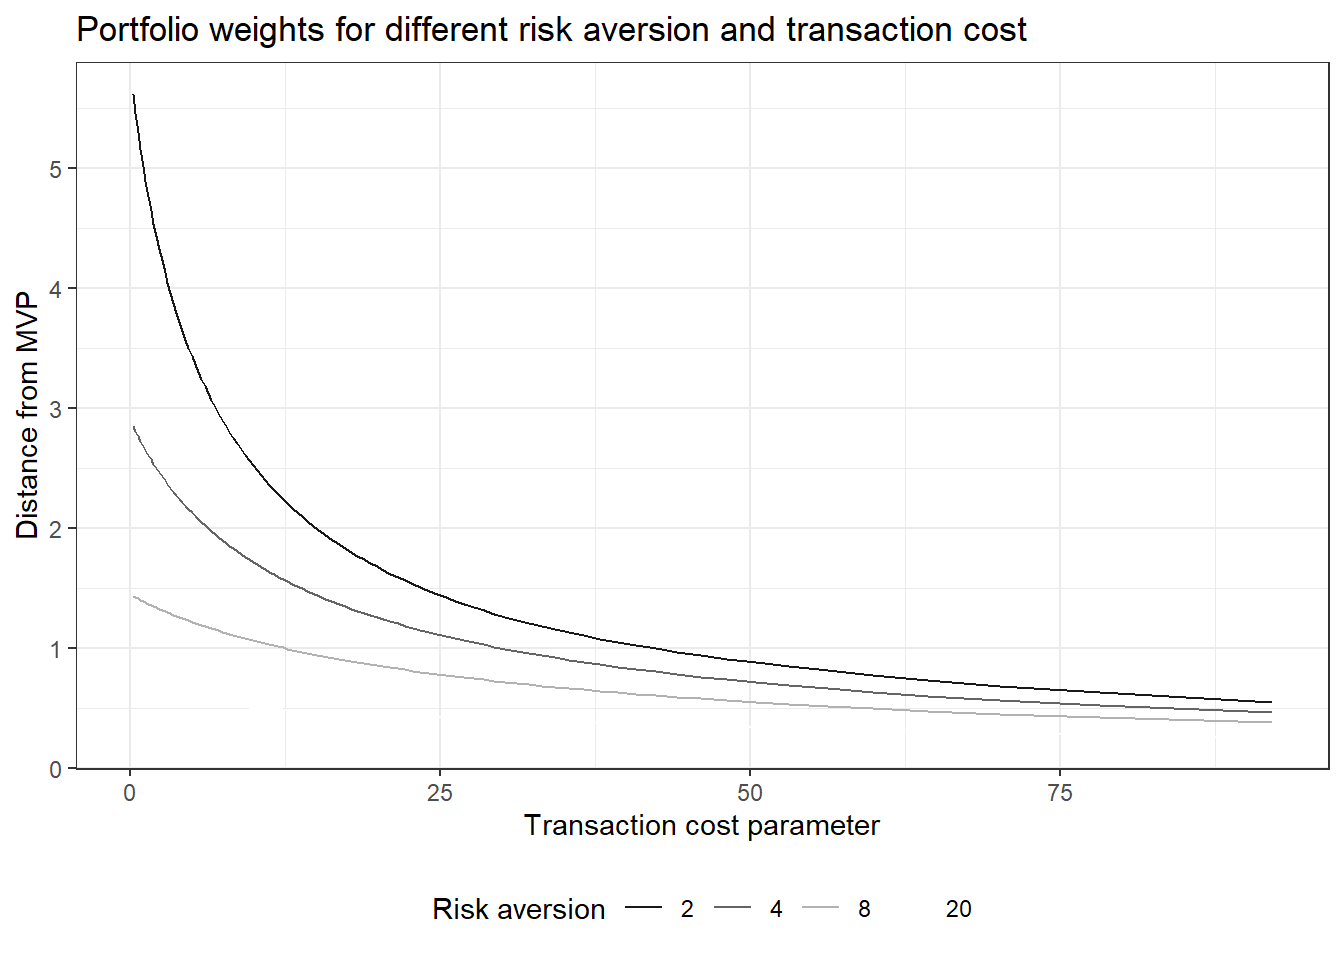 Portfolio weights for different risk aversion and transaction cost
Distance from MVP
5
4
3
2
1
0
0 25 50 75
Transaction cost parameter
Risk aversion 2 4 8 20